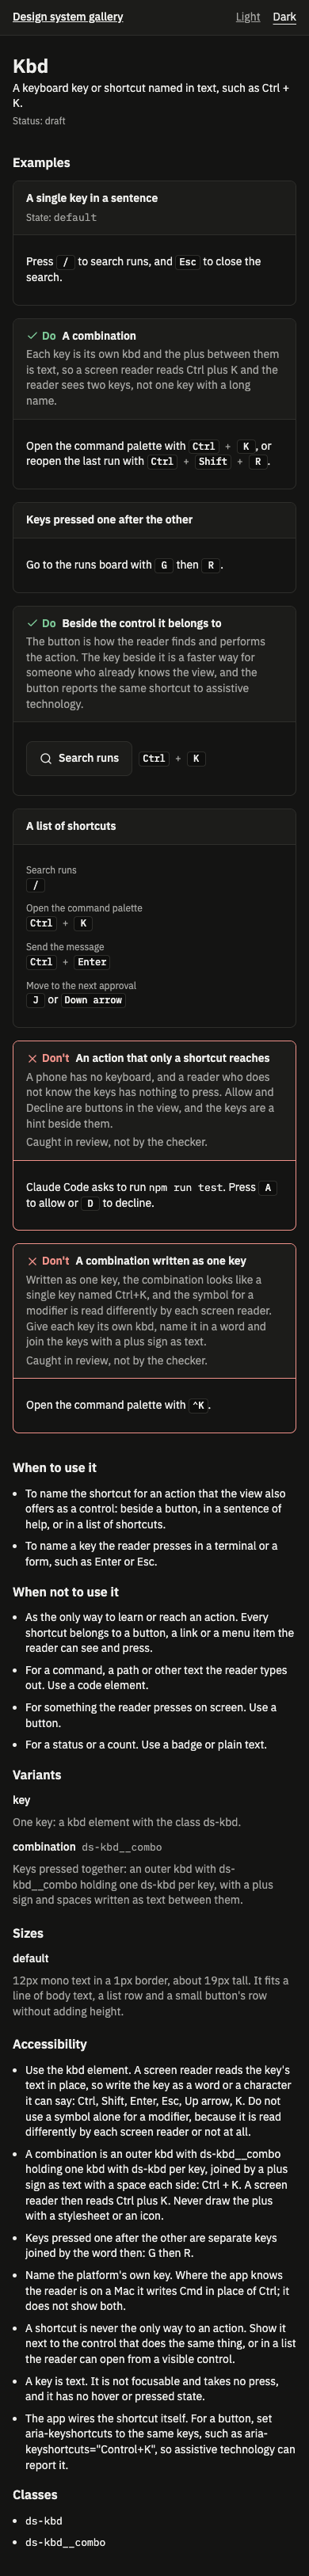 Design system gallery
Light
Dark
Kbd
A keyboard key or shortcut named in text, such as Ctrl +
K.
Status: draft
Examples
A single key in a sentence
State: default
Press / to search runs, and Esc to close the
search.
Do A combination
Each key is its own kbd and the plus between them
is text, so a screen reader reads Ctrl plus K and the
reader sees two keys, not one key with a long
name.
Open the command palette with Ctrl + K, or
reopen the last run with Ctrl + Shift + R.
Keys pressed one after the other
Go to the runs board with G then R.
Do Beside the control it belongs to
The button is how the reader finds and performs
the action. The key beside it is a faster way for
someone who already knows the view, and the
button reports the same shortcut to assistive
technology.
Search runs Ctrl + K
A list of shortcuts
Search runs
/
Open the command palette
Ctrl + K
Send the message
Ctrl + Enter
Move to the next approval
J or Down arrow
Don't An action that only a shortcut reaches
A phone has no keyboard, and a reader who does
not know the keys has nothing to press. Allow and
Decline are buttons in the view, and the keys are a
hint beside them.
Caught in review, not by the checker.
Claude Code asks to run npm run test. Press A
to allow or D to decline.
Don't A combination written as one key
Written as one key, the combination looks like a
single key named Ctrl+K, and the symbol for a
modifier is read differently by each screen reader.
Give each key its own kbd, name it in a word and
join the keys with a plus sign as text.
Caught in review, not by the checker.
Open the command palette with ^K.
When to use it
• To name the shortcut for an action that the view also
offers as a control: beside a button, in a sentence of
help, or in a list of shortcuts.
• To name a key the reader presses in a terminal or a
form, such as Enter or Esc.
When not to use it
• As the only way to learn or reach an action. Every
shortcut belongs to a button, a link or a menu item the
reader can see and press.
• For a command, a path or other text the reader types
out. Use a code element.
• For something the reader presses on screen. Use a
button.
• For a status or a count. Use a badge or plain text.
Variants
key
One key: a kbd element with the class ds-kbd.
combination ds-kbd__combo
Keys pressed together: an outer kbd with ds-
kbd__combo holding one ds-kbd per key, with a plus
sign and spaces written as text between them.
Sizes
default
12px mono text in a 1px border, about 19px tall. It fits a
line of body text, a list row and a small button's row
without adding height.
Accessibility
• Use the kbd element. A screen reader reads the key's
text in place, so write the key as a word or a character
it can say: Ctrl, Shift, Enter, Esc, Up arrow, K. Do not
use a symbol alone for a modifier, because it is read
differently by each screen reader or not at all.
• A combination is an outer kbd with ds-kbd__combo
holding one kbd with ds-kbd per key, joined by a plus
sign as text with a space each side: Ctrl + K. A screen
reader then reads Ctrl plus K. Never draw the plus
with a stylesheet or an icon.
• Keys pressed one after the other are separate keys
joined by the word then: G then R.
• Name the platform's own key. Where the app knows
the reader is on a Mac it writes Cmd in place of Ctrl; it
does not show both.
• A shortcut is never the only way to an action. Show it
next to the control that does the same thing, or in a list
the reader can open from a visible control.
• A key is text. It is not focusable and takes no press,
and it has no hover or pressed state.
• The app wires the shortcut itself. For a button, set
aria-keyshortcuts to the same keys, such as aria-
keyshortcuts="Control+K", so assistive technology can
report it.
Classes
• ds-kbd
• ds-kbd__combo